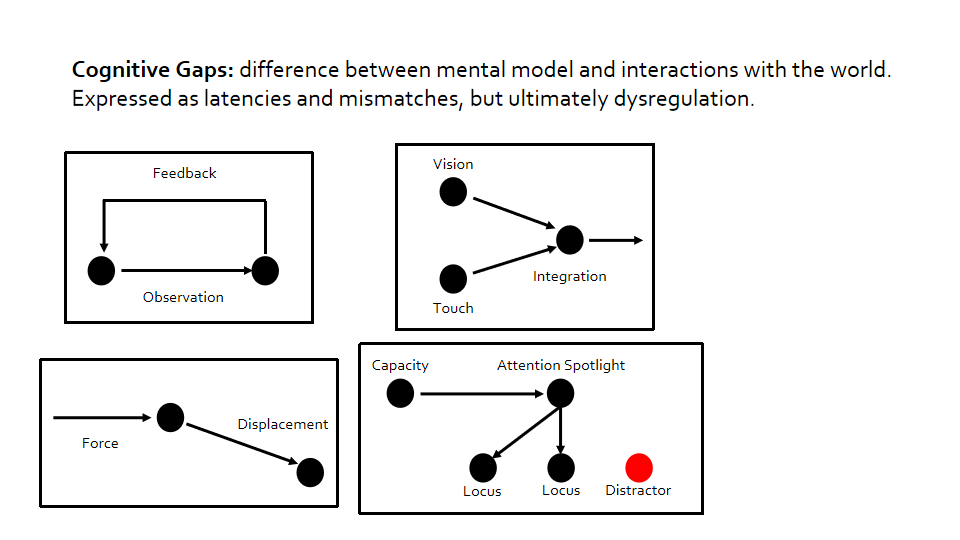 Cognitive Gaps: difference between mental model and interactions with the world.
Expressed as latencies and mismatches, but ultimately dysregulation.
Feedback
Observation
Vision
Touch
Integration
Force
Displacement
Capacity
Attention Spotlight
Locus
Locus
Distractor